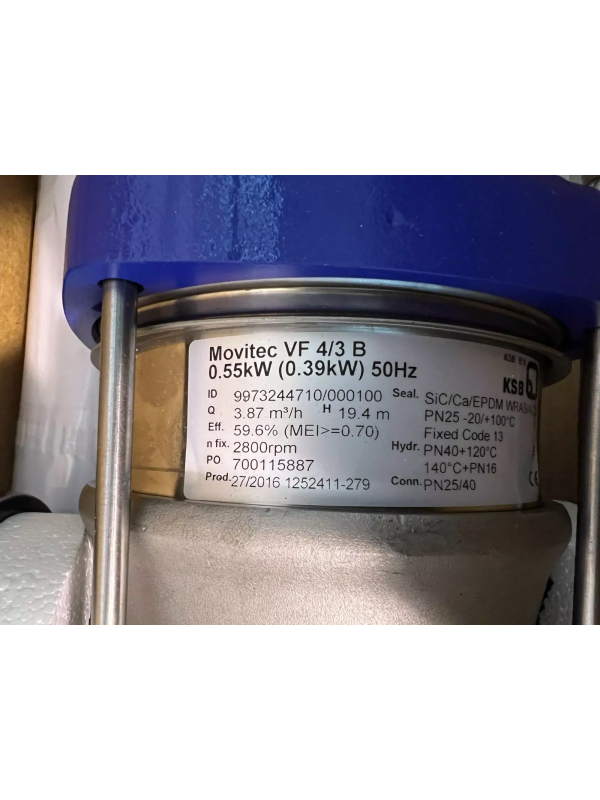 Movitec VF 4/3 B
0.55kW (0.39kW) 50Hz
ID 9973244710/000100
Q 3.87 m³/h H 19.4 m
Eff. 59.6% (MEI>=0.70)
n fix. 2800rpm
PO 700115887
Prod. 27/2016 1252411-279
Seal. SiC/Ca/EPDM
PN25 -20/+100°C
Fixed Code 13
Hydr. PN40+120°C
140°C+PN16
Conn. PN25/40
KSB
KSB
CE